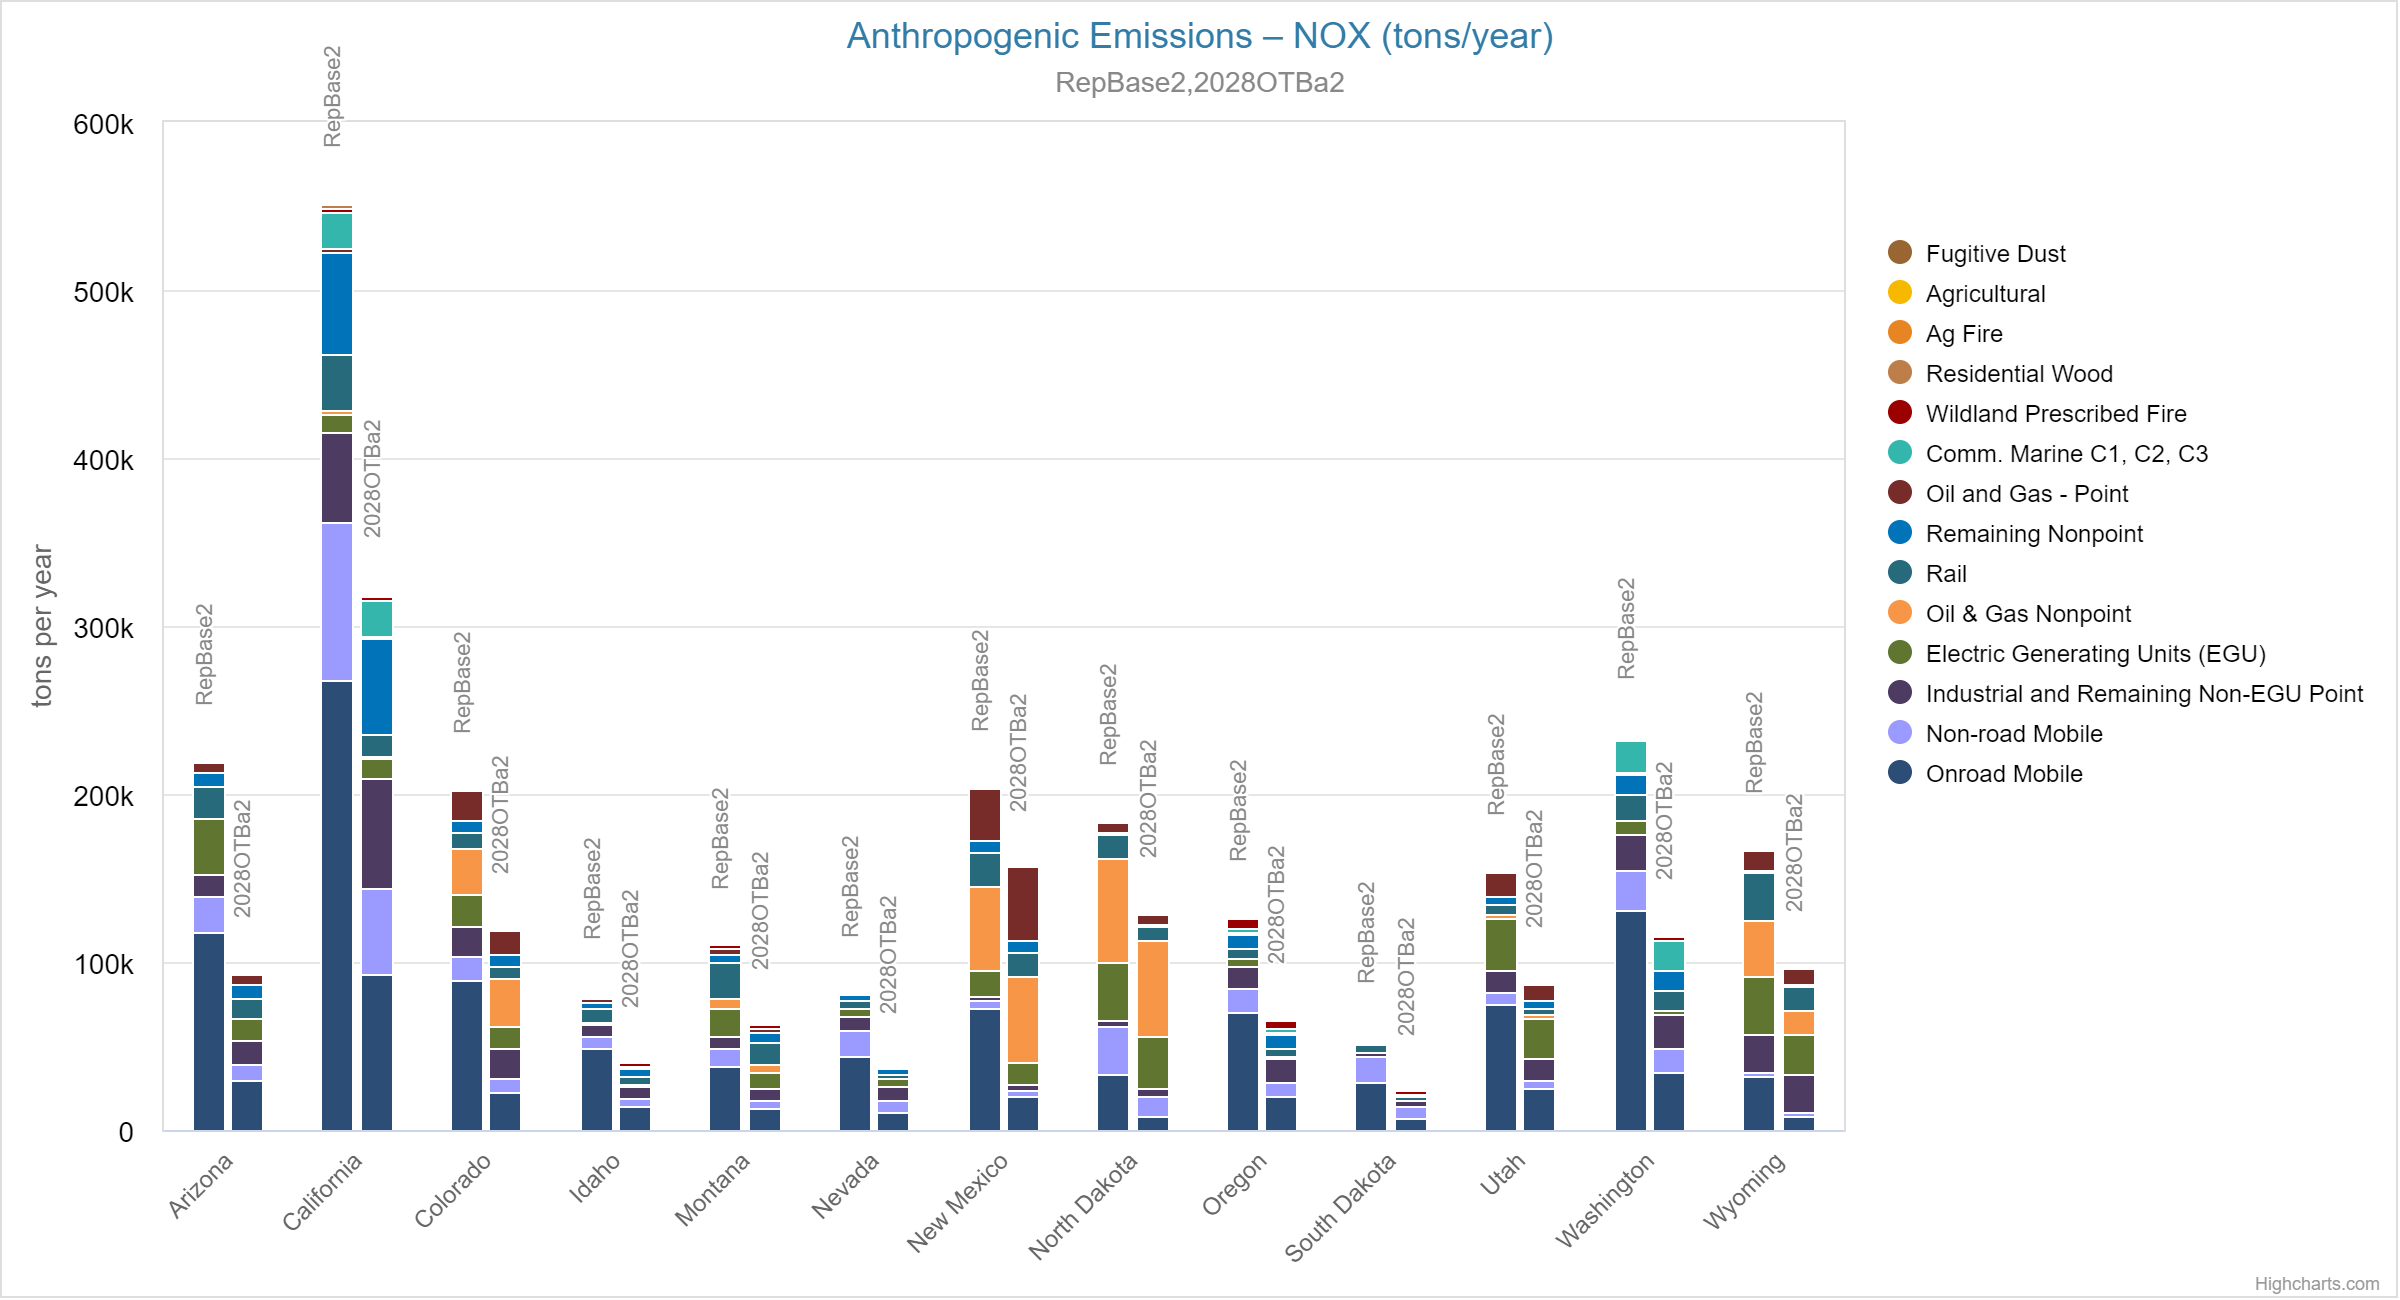 Anthropogenic Emissions – NOX (tons/year)
RepBase2,2028OTBa2
tons per year
600k
500k
400k
300k
200k
100k
0
RepBase2
2028OTBa2
RepBase2
2028OTBa2
RepBase2
2028OTBa2
RepBase2
2028OTBa2
RepBase2
2028OTBa2
RepBase2
2028OTBa2
RepBase2
2028OTBa2
RepBase2
2028OTBa2
RepBase2
2028OTBa2
RepBase2
2028OTBa2
RepBase2
2028OTBa2
RepBase2
2028OTBa2
RepBase2
2028OTBa2
Arizona
California
Colorado
Idaho
Montana
Nevada
New Mexico
North Dakota
Oregon
South Dakota
Utah
Washington
Wyoming
Fugitive Dust
Agricultural
Ag Fire
Residential Wood
Wildland Prescribed Fire
Comm. Marine C1, C2, C3
Oil and Gas - Point
Remaining Nonpoint
Rail
Oil & Gas Nonpoint
Electric Generating Units (EGU)
Industrial and Remaining Non-EGU Point
Non-road Mobile
Onroad Mobile
Highcharts.com